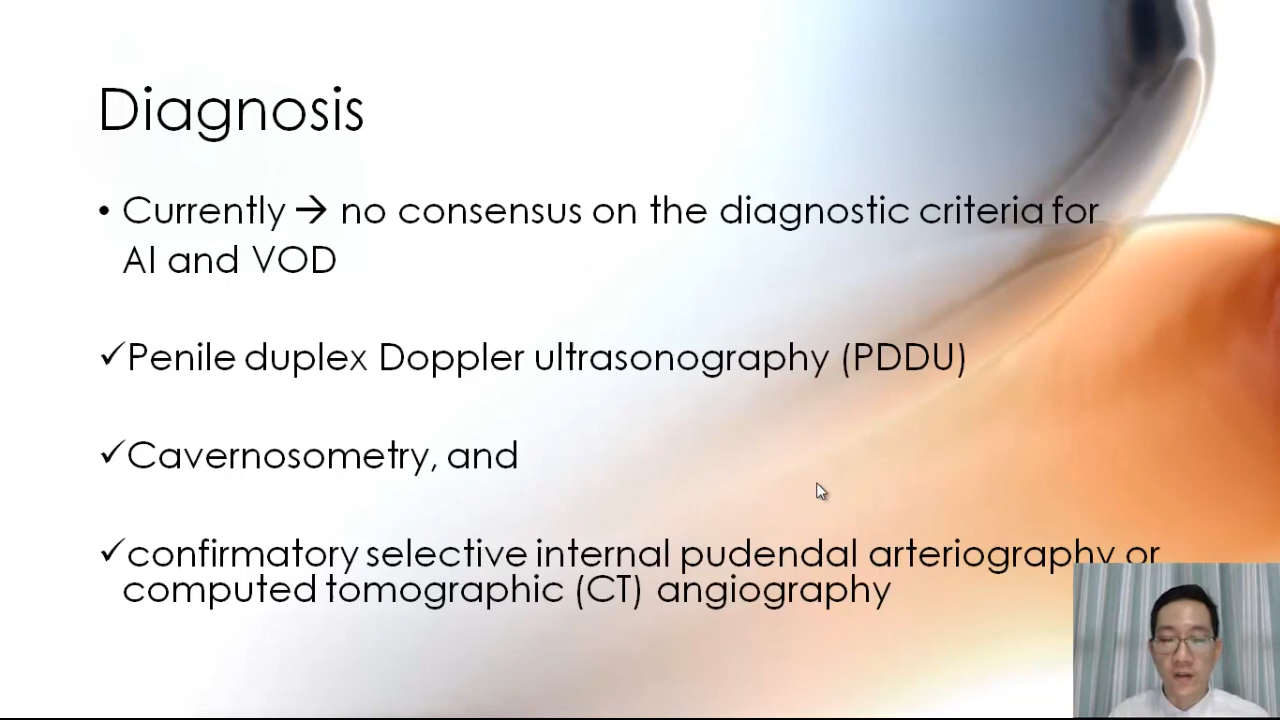 Diagnosis
• Currently → no consensus on the diagnostic criteria for
AI and VOD
✓Penile duplex Doppler ultrasonography (PDDU)
✓Cavernosometry, and
✓confirmatory selective internal pudendal arteriography or
computed tomographic (CT) angiography